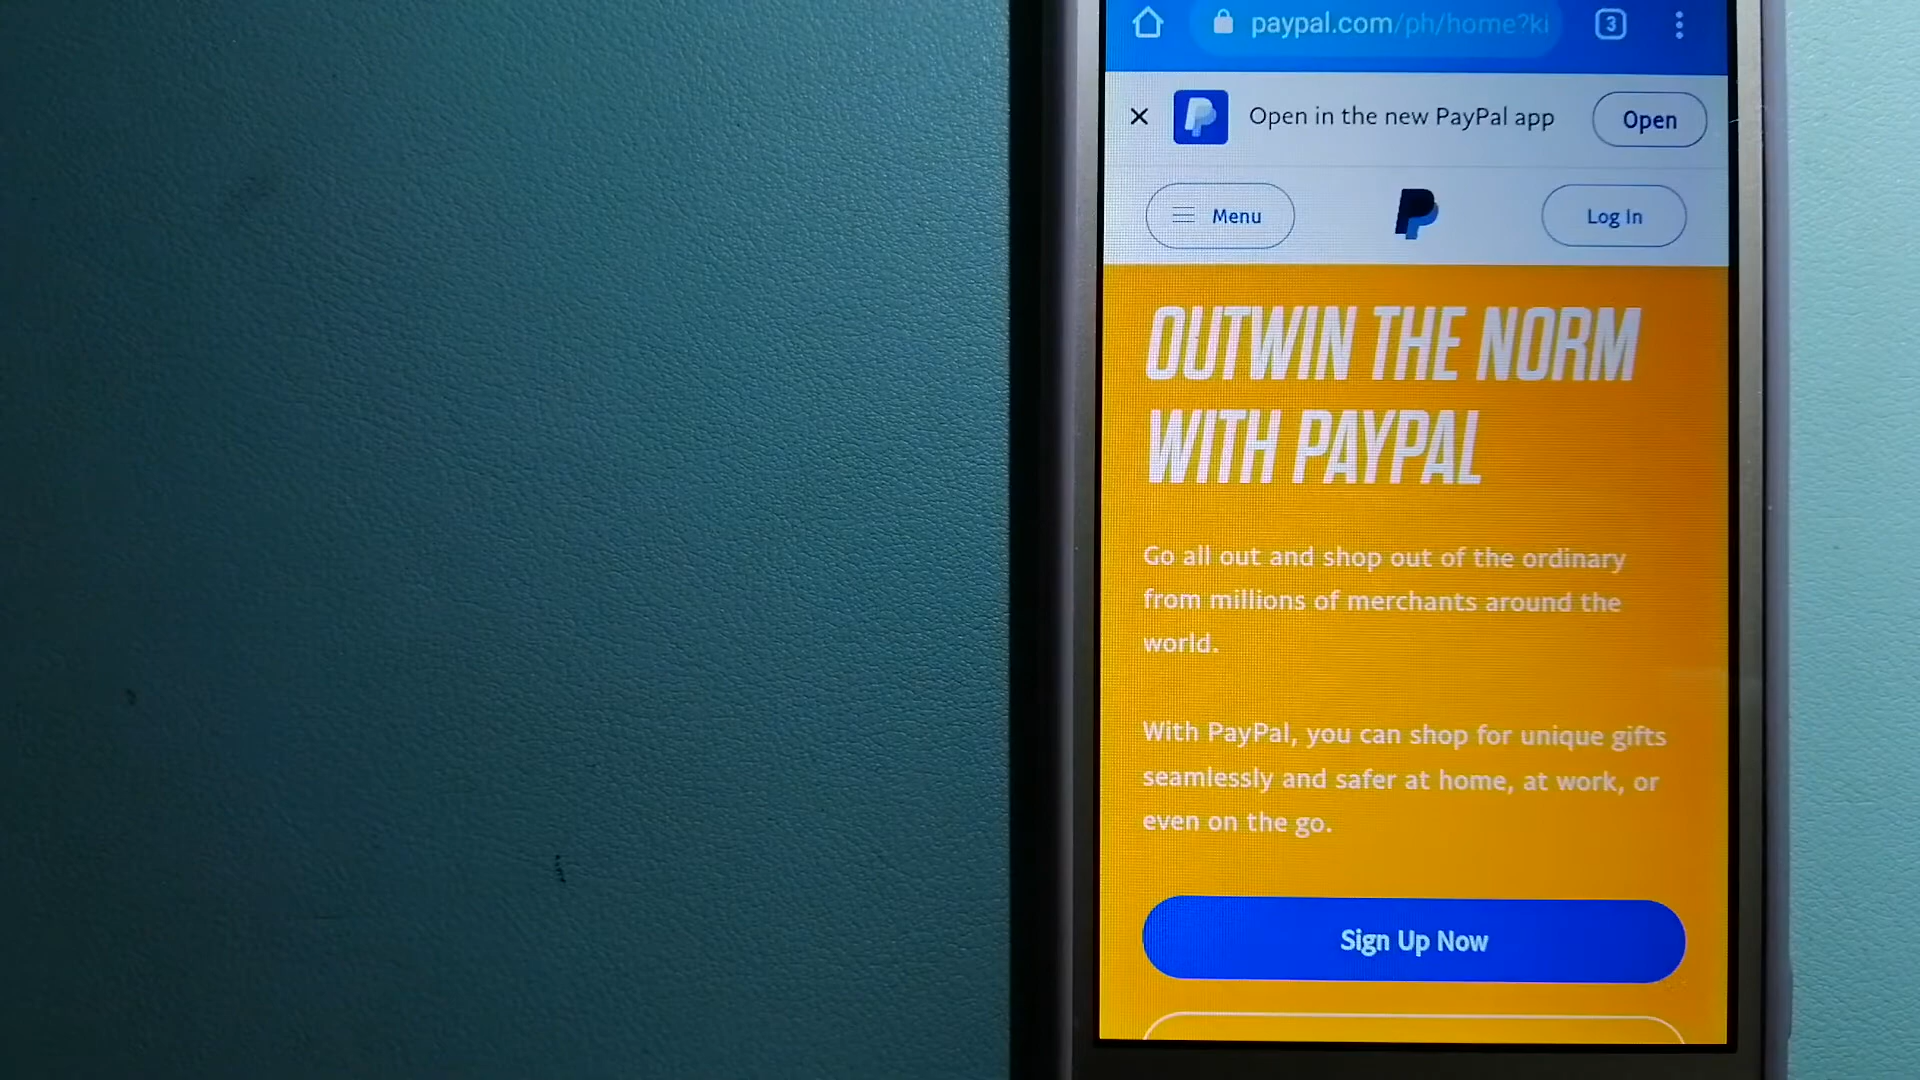 paypal.com/ph/home?ki
3
Open in the new PayPal app
Open
Menu
Log In
OUTWIN THE NORM
WITH PAYPAL
Go all out and shop out of the ordinary
from millions of merchants around the
world.
With PayPal, you can shop for unique gifts
seamlessly and safer at home, at work, or
even on the go.
Sign Up Now